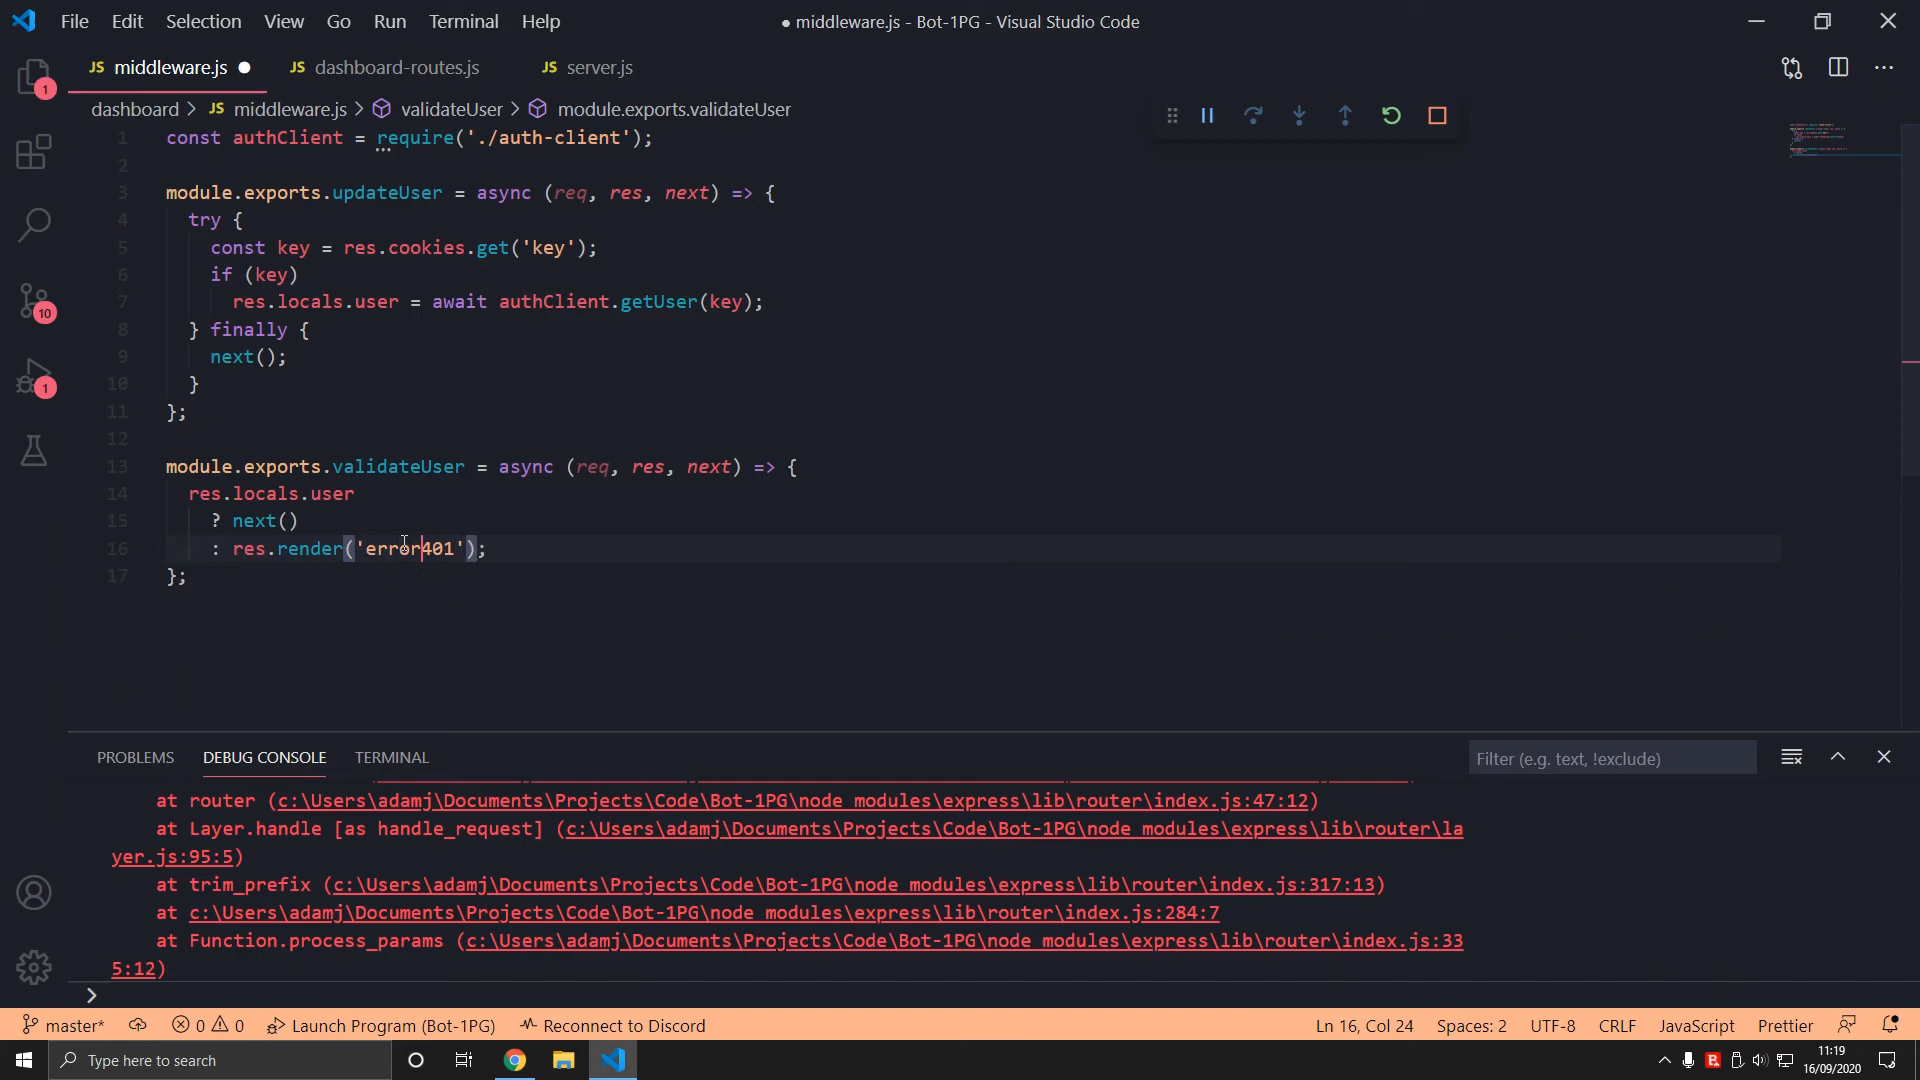 File Edit Selection View Go Run Terminal Help
● middleware.js - Bot-1PG - Visual Studio Code
JS middleware.js ●
JS dashboard-routes.js
JS server.js
dashboard > JS middleware.js > validateUser > module.exports.validateUser
1 const authClient = require('./auth-client');
2
3 module.exports.updateUser = async (req, res, next) => {
4 try {
5 const key = res.cookies.get('key');
6 if (key)
7 res.locals.user = await authClient.getUser(key);
8 } finally {
9 next();
10 }
11 };
12
13 module.exports.validateUser = async (req, res, next) => {
14 res.locals.user
15 ? next()
16 : res.render('error401');
17 };
1
10
1
PROBLEMS DEBUG CONSOLE TERMINAL
Filter (e.g. text, !exclude)
at router (c:\Users\adamj\Documents\Projects\Code\Bot-1PG\node_modules\express\lib\router\index.js:47:12)
at Layer.handle [as handle_request] (c:\Users\adamj\Documents\Projects\Code\Bot-1PG\node_modules\express\lib\router\la
yer.js:95:5)
at trim_prefix (c:\Users\adamj\Documents\Projects\Code\Bot-1PG\node_modules\express\lib\router\index.js:317:13)
at c:\Users\adamj\Documents\Projects\Code\Bot-1PG\node_modules\express\lib\router\index.js:284:7
at Function.process_params (c:\Users\adamj\Documents\Projects\Code\Bot-1PG\node_modules\express\lib\router\index.js:33
5:12)
>
master* 0 0 Launch Program (Bot-1PG) Reconnect to Discord
Ln 16, Col 24 Spaces: 2 UTF-8 CRLF JavaScript Prettier
Type here to search
11:19
16/09/2020